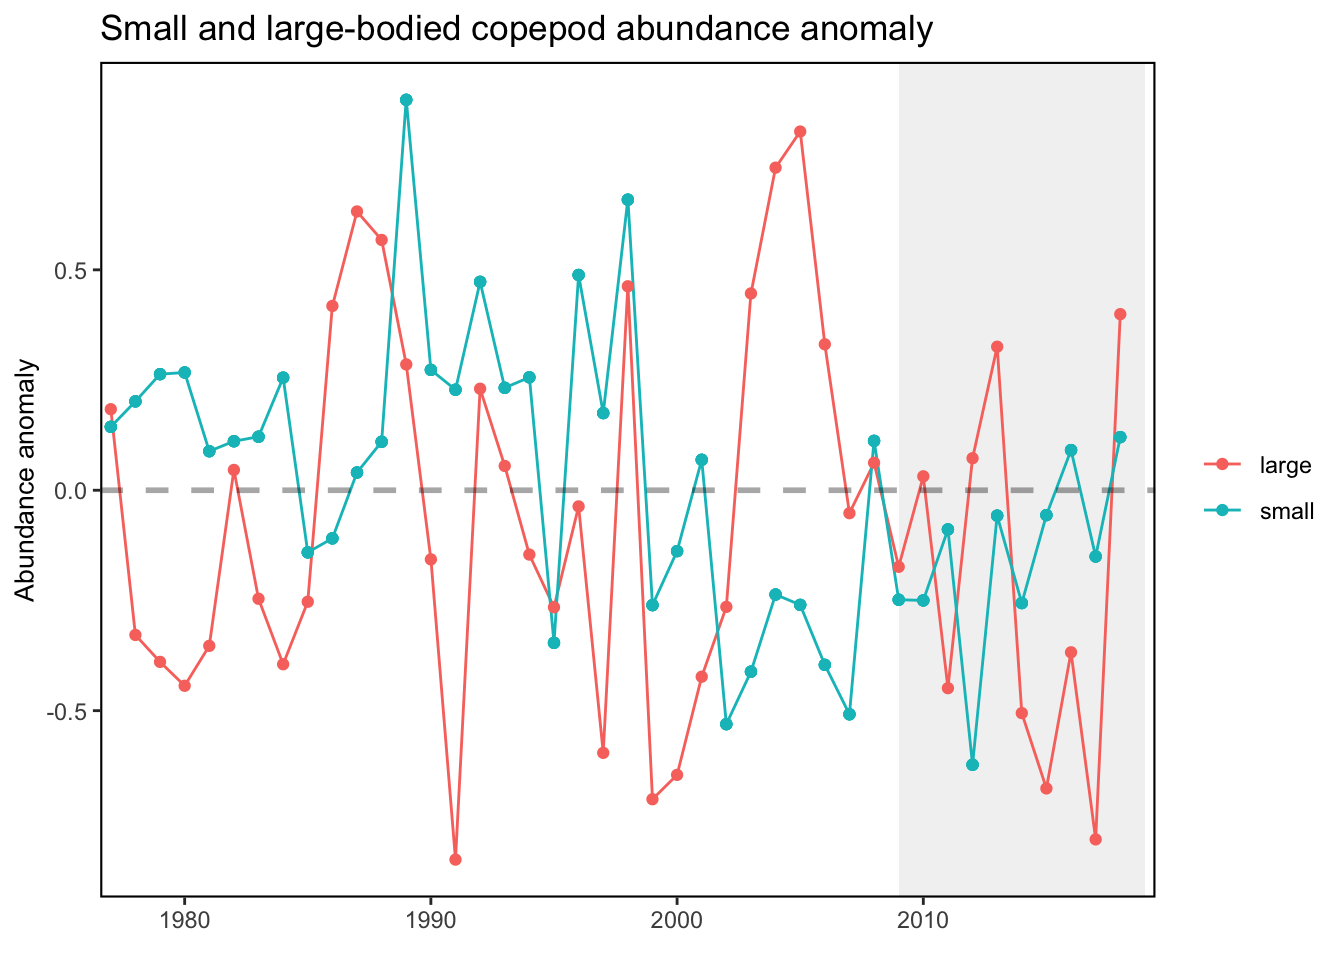 Small and large-bodied copepod abundance anomaly
Abundance anomaly
0.5
0.0
-0.5
1980
1990
2000
2010
large
small